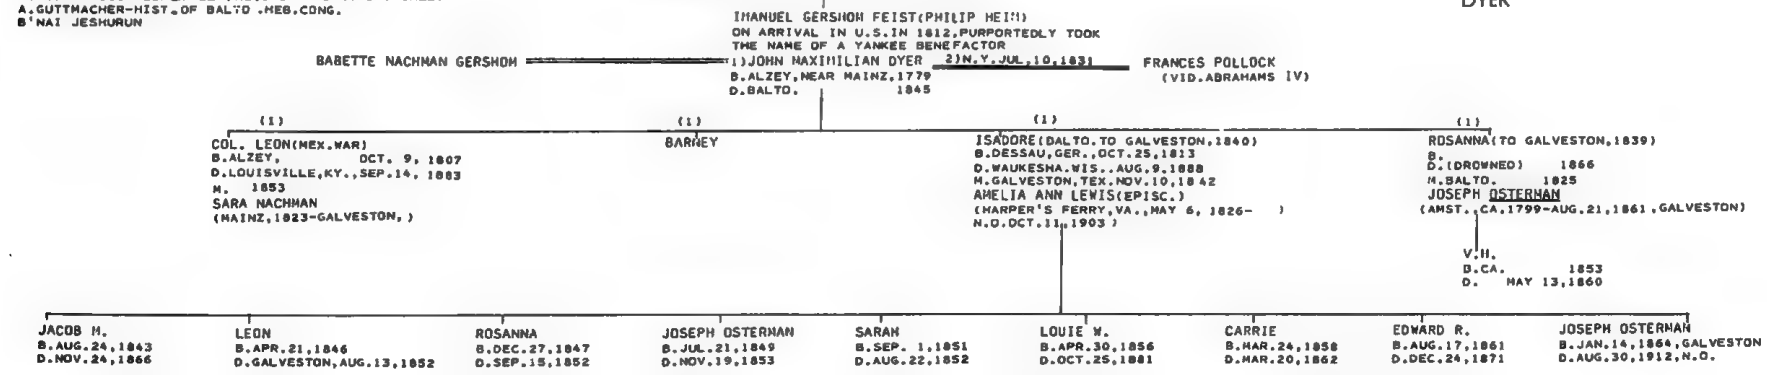 A.GUTTMACHER-HIST.OF BALTO.HEB.CONG.
B'NAI JESHURUN
DYER
IMANUEL GERSHOM FEIST(PHILIP HEIM)
ON ARRIVAL IN U.S.IN 1812,PURPORTEDLY TOOK
THE NAME OF A YANKEE BENEFACTOR
BABETTE NACHMAN GERSHOM
1)JOHN MAXIMILIAN DYER
2)N.Y.JUL,10,1831
FRANCES POLLOCK
B.ALZEY,NEAR MAINZ,1779
(VID.ABRAHAMS IV)
D.BALTO. 1845
(1)
COL. LEON(MEX.WAR)
B.ALZEY, OCT. 9, 1807
D.LOUISVILLE,KY.,SEP.14, 1883
M. 1853
SARA NACHMAN
(MAINZ,1823-GALVESTON, )
(1)
BARNEY
(1)
ISADORE(BALTO.TO GALVESTON,1840)
B.DESSAU,GER.,OCT.25,1813
D.WAUKESHA.WIS..AUG.9,1888
M.GALVESTON,TEX.NOV.10,1842
AMELIA ANN LEWIS(EPISC.)
(HARPER'S FERRY,VA.,MAY 6, 1826- )
N.O.OCT.11,1903 )
(1)
ROSANNA(TO GALVESTON,1839)
B.
D.(DROWNED) 1866
M.BALTO. 1825
JOSEPH OSTERMAN
(AMST.,CA.1799-AUG.21,1861,GALVESTON)
V.H.
B.CA. 1853
D. MAY 13,1860
JACOB M.
B.AUG.24,1843
D.NOV.24,1866
LEON
B.APR.21,1846
D.GALVESTON,AUG.13,1852
ROSANNA
B.DEC.27,1847
D.SEP.15,1852
JOSEPH OSTERMAN
B.JUL.21,1849
D.NOV.19,1853
SARAH
B.SEP. 1,1851
D.AUG.22,1852
LOUIE W.
B.APR.30,1856
D.OCT.25,1881
CARRIE
B.MAR.24,1858
D.MAR.20,1862
EDWARD R.
B.AUG.17,1861
D.DEC.24,1871
JOSEPH OSTERMAN
B.JAN.14,1864,GALVESTON
D.AUG.30,1912,N.O.